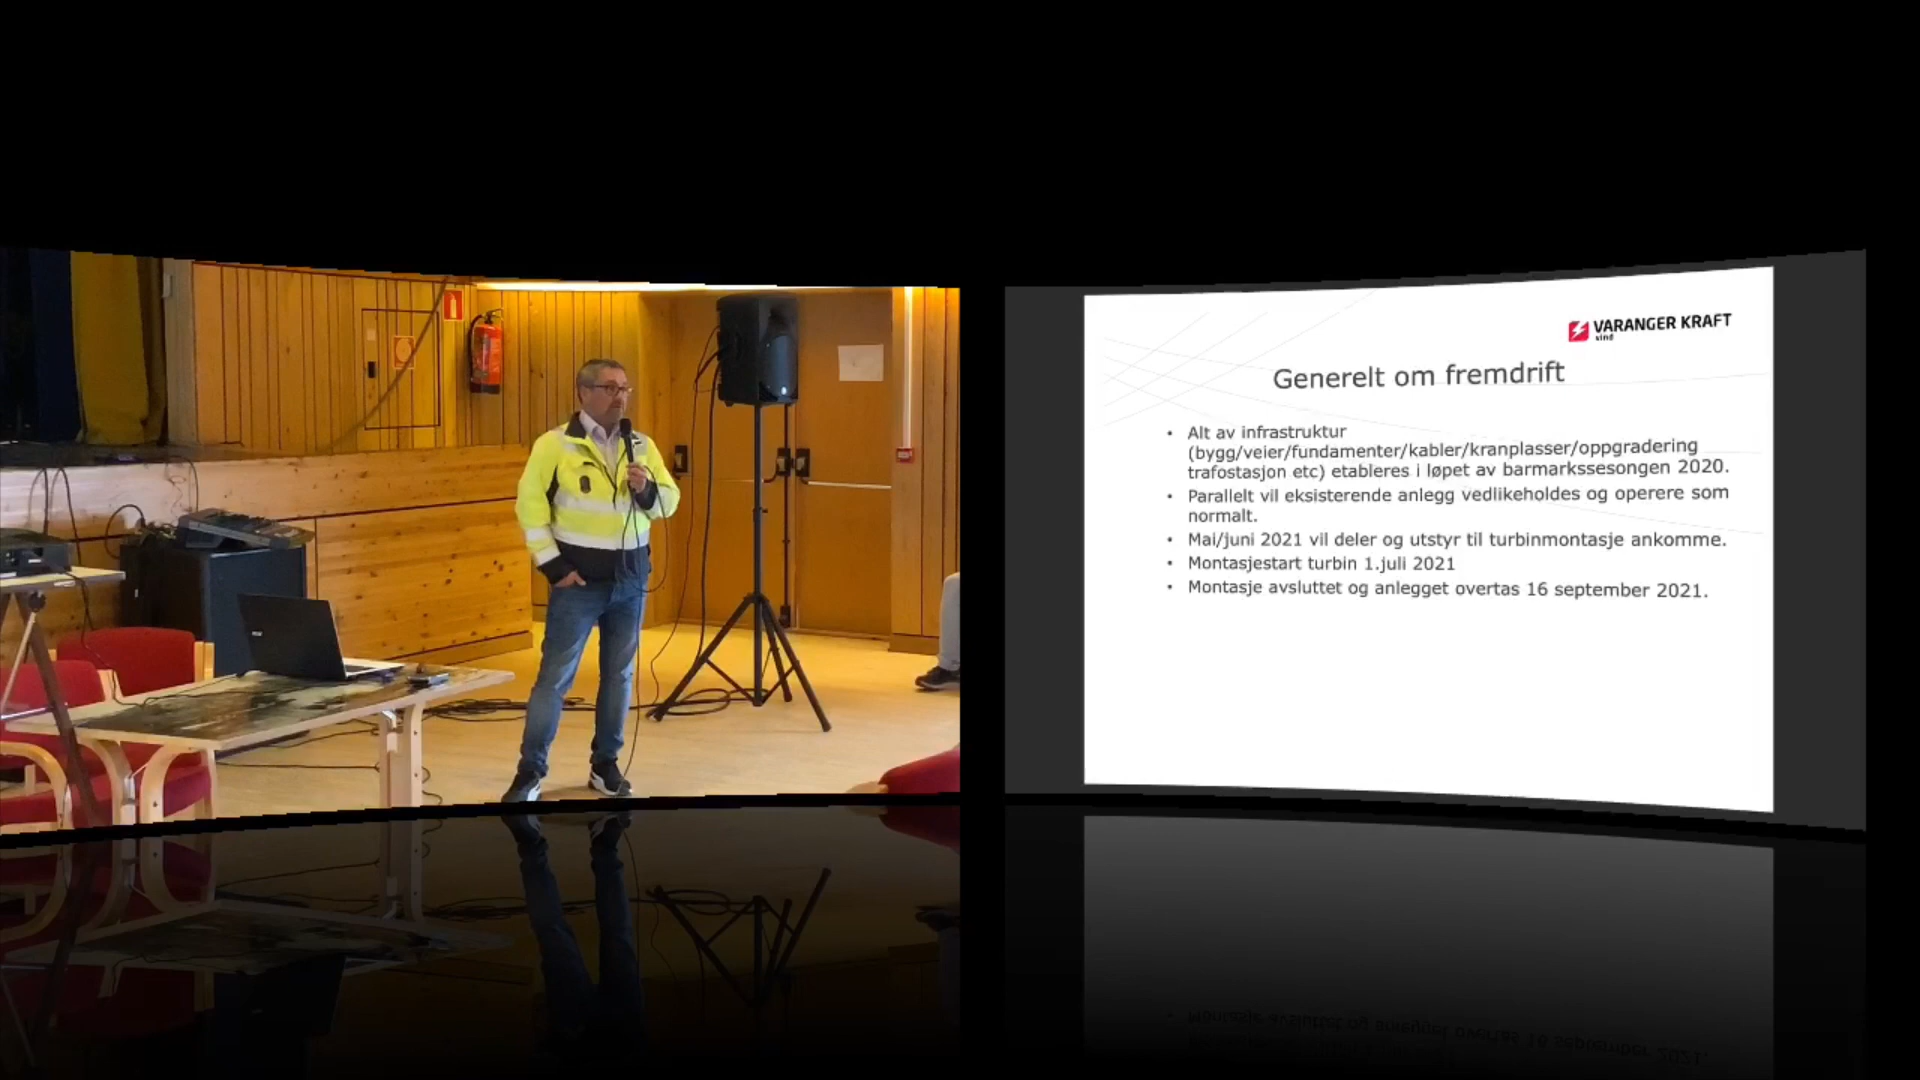 VARANGER KRAFT
vind
Generelt om fremdrift
• Alt av infrastruktur
(bygg/veier/fundamenter/kabler/kranplasser/oppgradering
trafostasjon etc) etableres i løpet av barmarkssesongen 2020.
• Parallelt vil eksisterende anlegg vedlikeholdes og operere som
normalt.
• Mai/juni 2021 vil deler og utstyr til turbinmontasje ankomme.
• Montasjestart turbin 1.juli 2021
• Montasje avsluttet og anlegget overtas 16 september 2021.